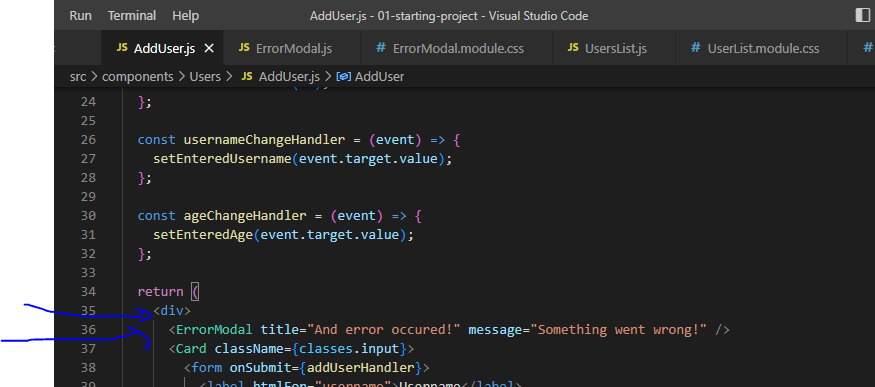 Run Terminal Help AddUser.js - 01-starting-project - Visual Studio Code
JS AddUser.js × JS ErrorModal.js # ErrorModal.module.css JS UsersList.js # UserList.module.css #
src > components > Users > JS AddUser.js > AddUser
24 };
25
26 const usernameChangeHandler = (event) => {
27 setEnteredUsername(event.target.value);
28 };
29
30 const ageChangeHandler = (event) => {
31 setEnteredAge(event.target.value);
32 };
33
34 return (
35 <div>
36 <ErrorModal title="And error occured!" message="Something went wrong!" />
37 <Card className={classes.input}>
38 <form onSubmit={addUserHandler}>
39 <label htmlFor="username">Username</label>